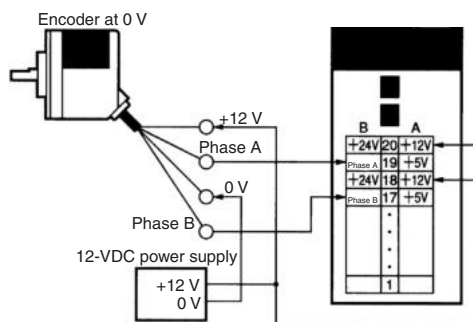 Encoder at 0 V
+12 V
Phase A
0 V
Phase B
12-VDC power supply
+12 V
0 V
B A
+24V 20 +12V
Phase A 19 +5V
+24V 18 +12V
Phase B 17 +5V
1